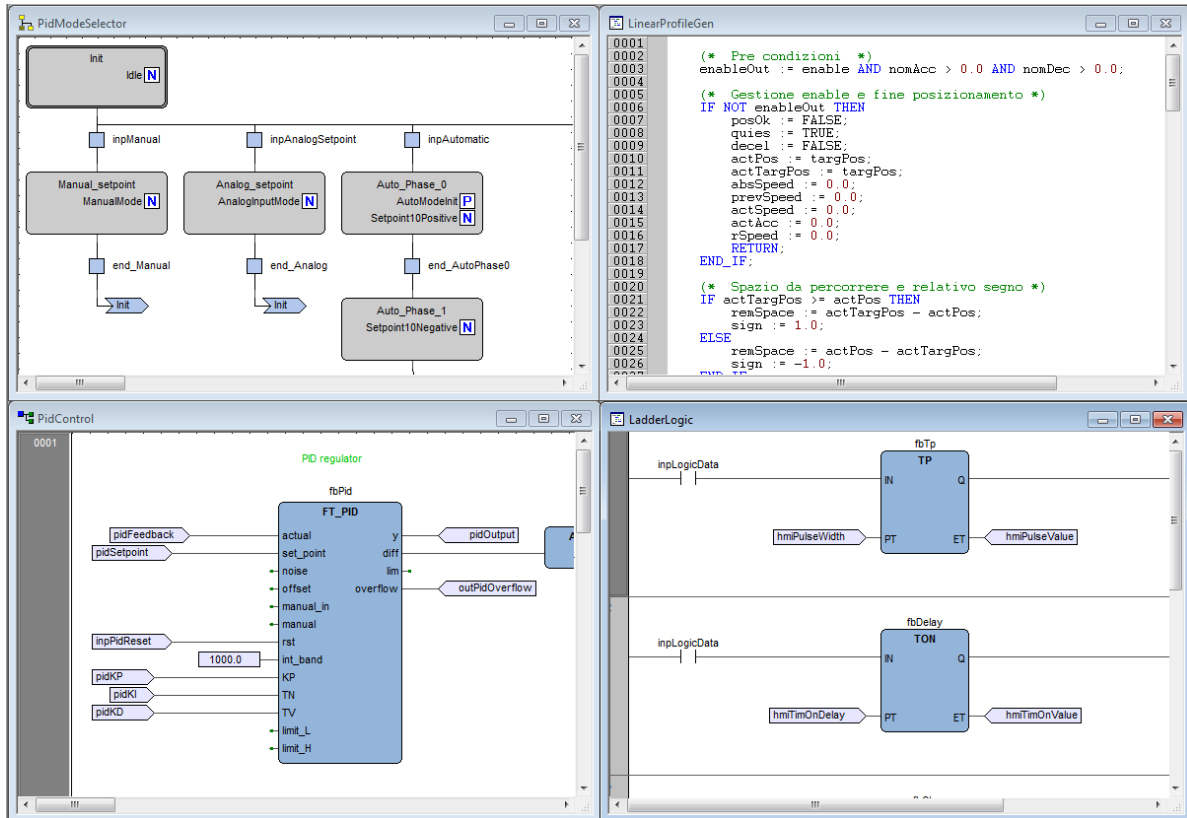 PidModeSelector
Init
Idle N
inpManual
inpAnalogSetpoint
inpAutomatic
Manual_setpoint
ManualMode N
Analog_setpoint
AnalogInputMode N
Auto_Phase_0
AutoModeInit P
Setpoint10Positive N
end_Manual
end_Analog
end_AutoPhase0
Init
Init
Auto_Phase_1
Setpoint10Negative N
LinearProfileGen
0001
0002 (* Pre condizioni *)
0003 enableOut := enable AND nomAcc > 0.0 AND nomDec > 0.0;
0004
0005 (* Gestione enable e fine posizionamento *)
0006 IF NOT enableOut THEN
0007 posOk := FALSE;
0008 quies := TRUE;
0009 decel := FALSE;
0010 actPos := targPos;
0011 actTargPos := targPos;
0012 absSpeed := 0.0;
0013 prevSpeed := 0.0;
0014 actSpeed := 0.0;
0015 actAcc := 0.0;
0016 rSpeed := 0.0;
0017 RETURN;
0018 END_IF;
0019
0020 (* Spazio da percorrere e relativo segno *)
0021 IF actTargPos >= actPos THEN
0022 remSpace := actTargPos - actPos;
0023 sign := 1.0;
0024 ELSE
0025 remSpace := actPos - actTargPos;
0026 sign := -1.0;
0027 END_IF
PidControl
0001
PID regulator
fbPid
FT_PID
pidFeedback actual y pidOutput
pidSetpoint set_point diff A
noise lim
offset overflow outPidOverflow
manual_in
manual
inpPidReset rst
1000.0 int_band
pidKP KP
pidKI TN
pidKD TV
limit_L
limit_H
LadderLogic
fbTp
TP
inpLogicData
IN Q
hmiPulseWidth PT ET hmiPulseValue
fbDelay
TON
inpLogicData
IN Q
hmiTimOnDelay PT ET hmiTimOnValue